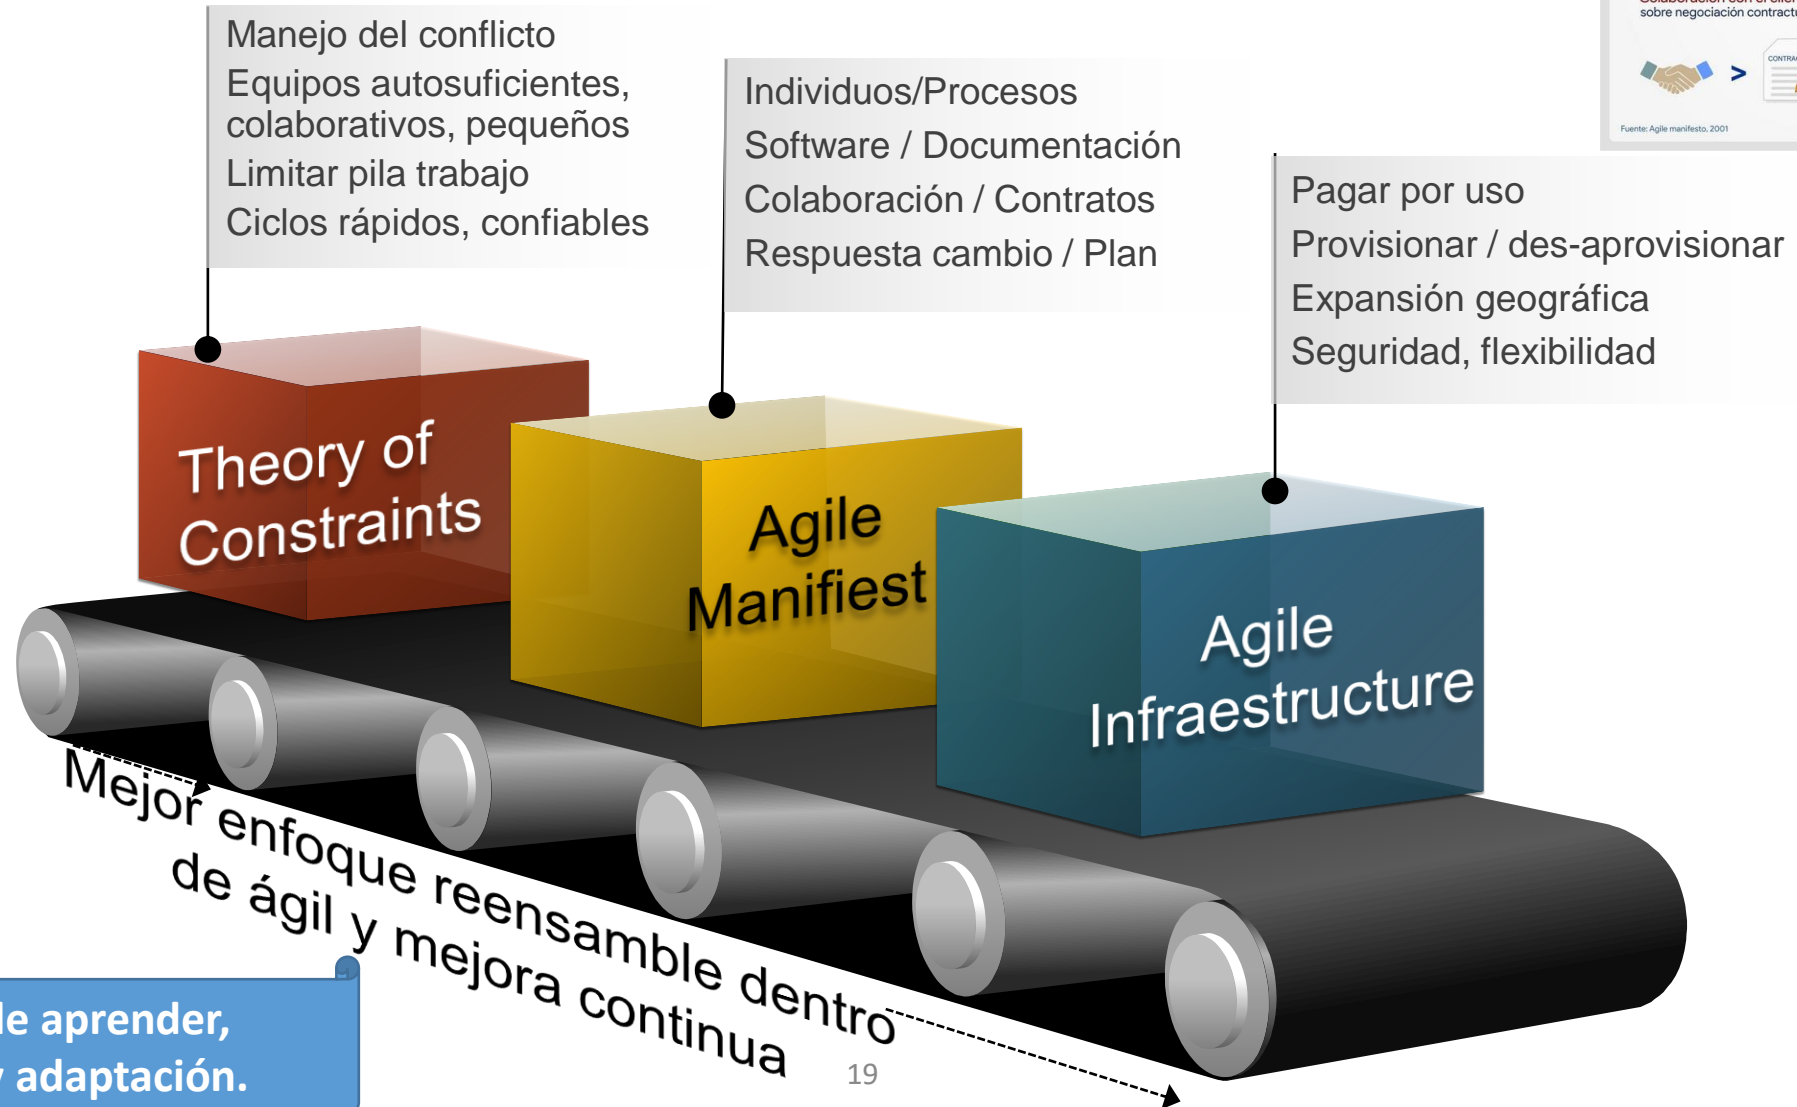 Manejo del conflicto
Equipos autosuficientes,
colaborativos, pequeños
Limitar pila trabajo
Ciclos rápidos, confiables
Individuos/Procesos
Software / Documentación
Colaboración / Contratos
Respuesta cambio / Plan
sobre negociación
>
Fuente: Agile manifesto, 2001
Pagar por uso
Provisionar / des-aprovisionar
Expansión geográfica
Seguridad, flexibilidad
Theory of
Constraints
Agile
Manifiest
Agile
Infraestructure
Mejor enfoque reensamble dentro
de ágil y mejora continua
de aprender,
y adaptación.
19